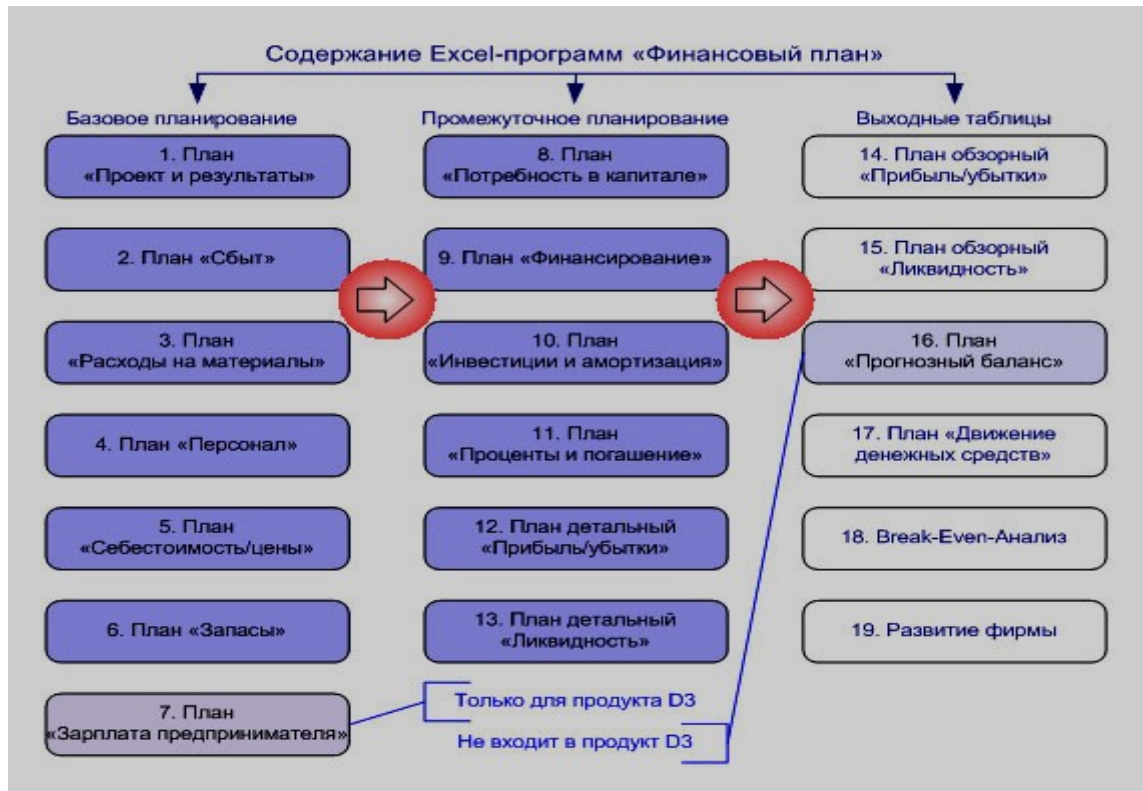 Содержание Excel-программ «Финансовый план»
Базовое планирование
1. План
«Проект и результаты»
2. План «Сбыт»
3. План
«Расходы на материалы»
4. План «Персонал»
5. План
«Себестоимость/цены»
6. План «Запасы»
7. План
«Зарплата предпринимателя»
Промежуточное планирование
8. План
«Потребность в капитале»
9. План «Финансирование»
10. План
«Инвестиции и амортизация»
11. План
«Проценты и погашение»
12. План детальный
«Прибыль/убытки»
13. План детальный
«Ликвидность»
Только для продукта D3
Не входит в продукт D3
Выходные таблицы
14. План обзорный
«Прибыль/убытки»
15. План обзорный
«Ликвидность»
16. План
«Прогнозный баланс»
17. План «Движение
денежных средств»
18. Break-Even-Анализ
19. Развитие фирмы